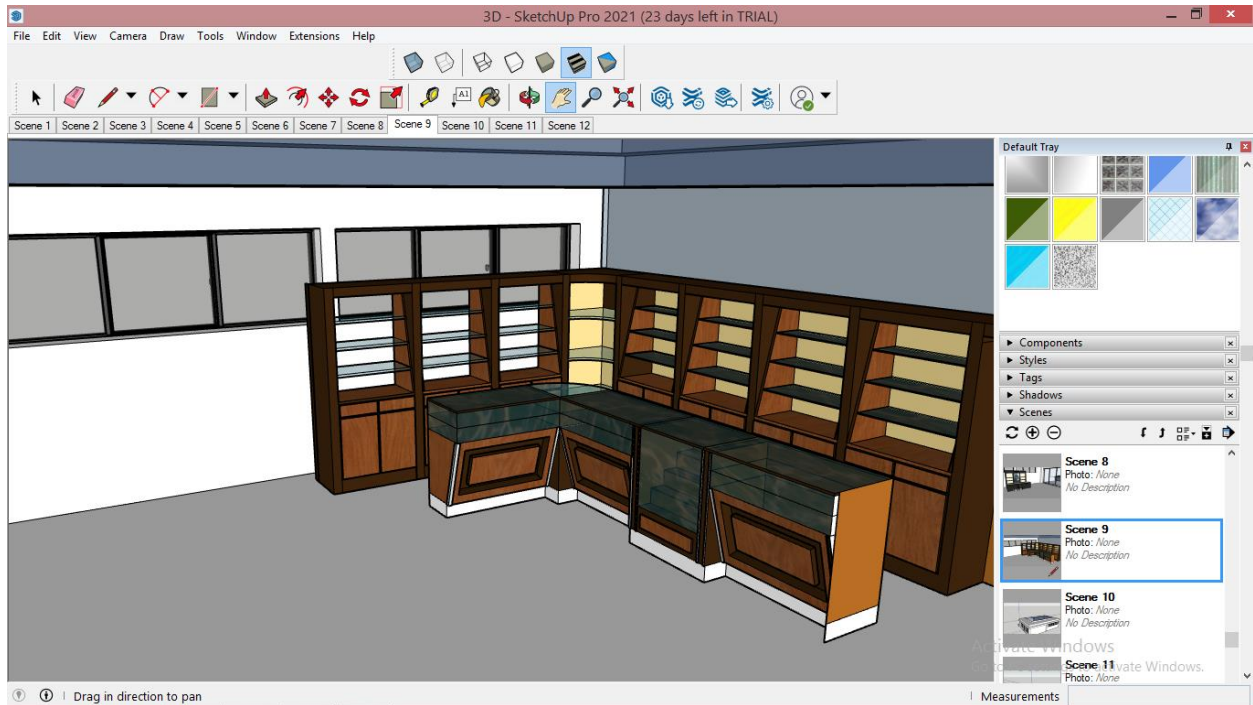 3D - SketchUp Pro 2021 (23 days left in TRIAL)
File Edit View Camera Draw Tools Window Extensions Help
A1
Scene 1 Scene 2 Scene 3 Scene 4 Scene 5 Scene 6 Scene 7 Scene 8 Scene 9 Scene 10 Scene 11 Scene 12
Default Tray
Components
Styles
Tags
Shadows
Scenes
Scene 8
Photo: None
No Description
Scene 9
Photo: None
No Description
Scene 10
Photo: None
No Description
Activate Windows
Scene 11
Photo: None
Drag in direction to pan
Measurements